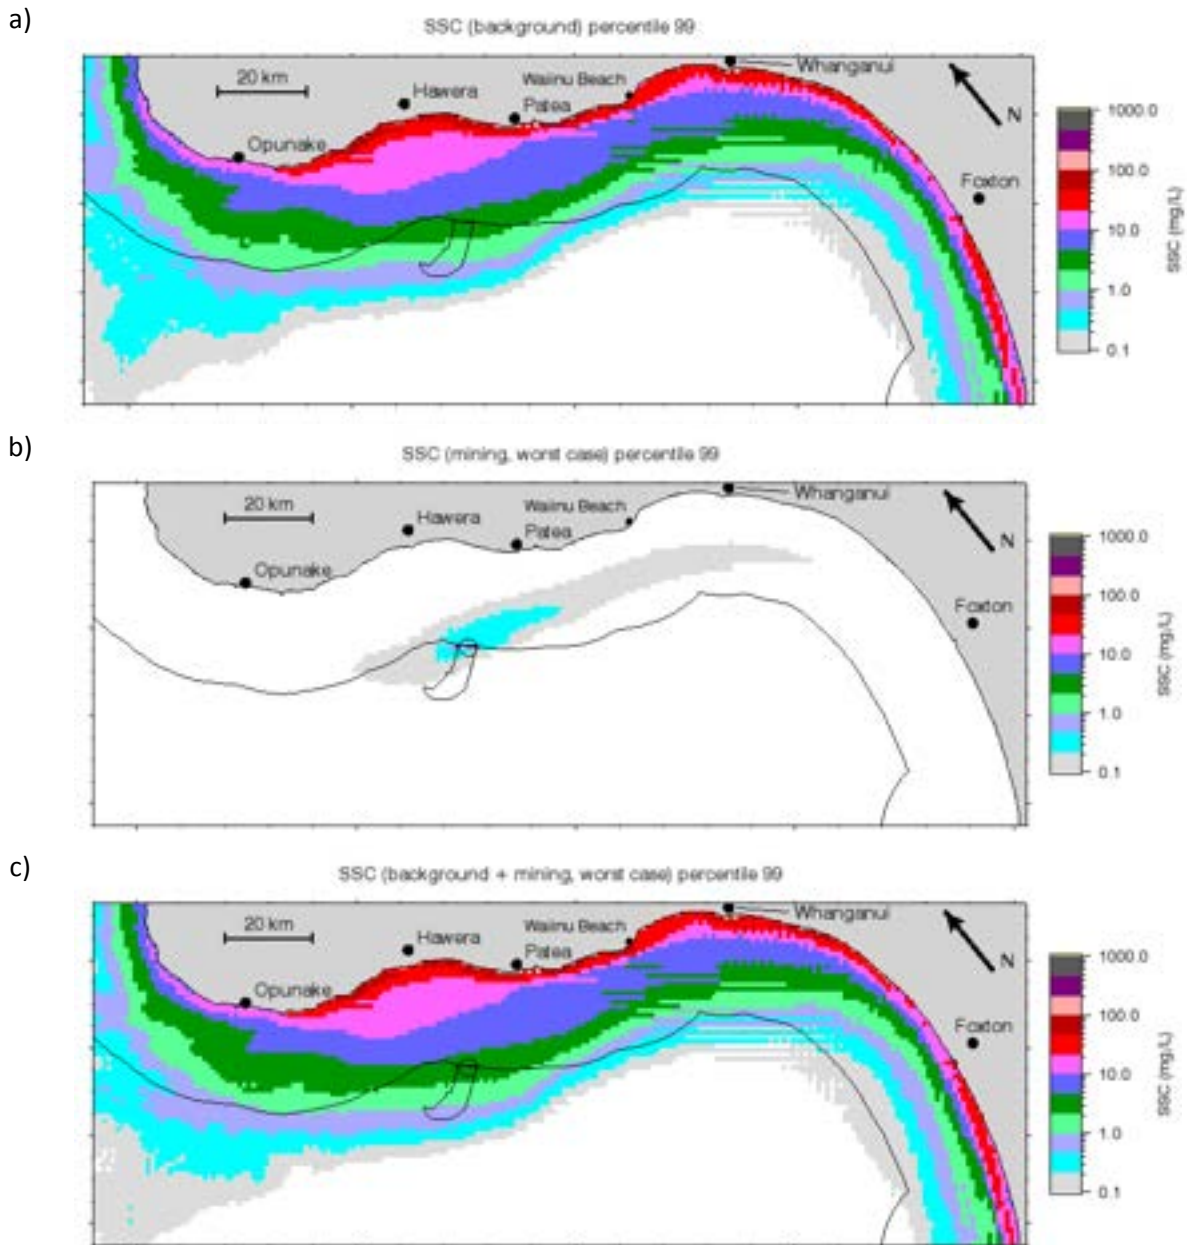 a)
SSC (background) percentile 99
20 km
Hawera
Waiinu Beach
Patea
Whanganui
Opunake
N
Foxton
1000.0
100.0
10.0
1.0
0.1
SSC (mg/L)
b)
SSC (mining, worst case) percentile 99
20 km
Hawera
Waiinu Beach
Patea
Whanganui
Opunake
N
Foxton
1000.0
100.0
10.0
1.0
0.1
SSC (mg/L)
c)
SSC (background + mining, worst case) percentile 99
20 km
Hawera
Waiinu Beach
Patea
Whanganui
Opunake
N
Foxton
1000.0
100.0
10.0
1.0
0.1
SSC (mg/L)